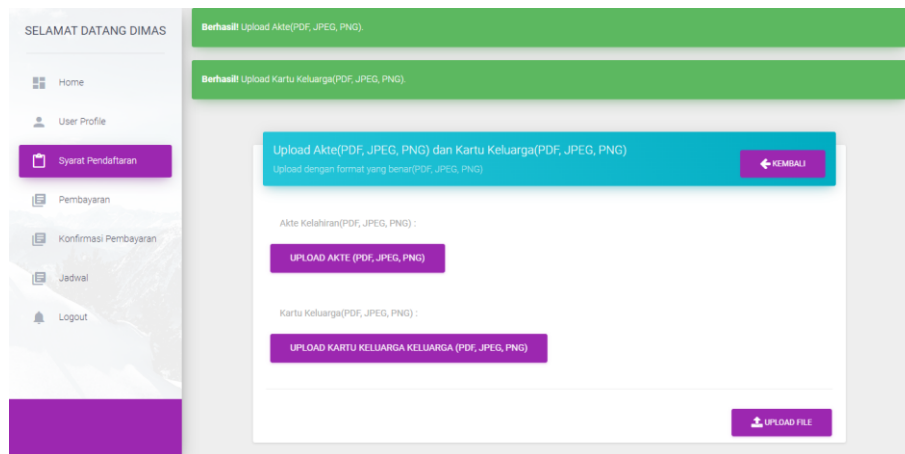 SELAMAT DATANG DIMAS
Home
User Profile
Syarat Pendaftaran
Pembayaran
Konfirmasi Pembayaran
Jadwal
Logout
Berhasil! Upload Akte(PDF, JPEG, PNG).
Berhasil! Upload Kartu Keluarga(PDF, JPEG, PNG).
Upload Akte(PDF, JPEG, PNG) dan Kartu Keluarga(PDF, JPEG, PNG)
Upload dengan format yang benar(PDF, JPEG, PNG)
KEMBALI
Akte Kelahiran(PDF, JPEG, PNG) :
UPLOAD AKTE (PDF, JPEG, PNG)
Kartu Keluarga(PDF, JPEG, PNG) :
UPLOAD KARTU KELUARGA KELUARGA (PDF, JPEG, PNG)
UPLOAD FILE